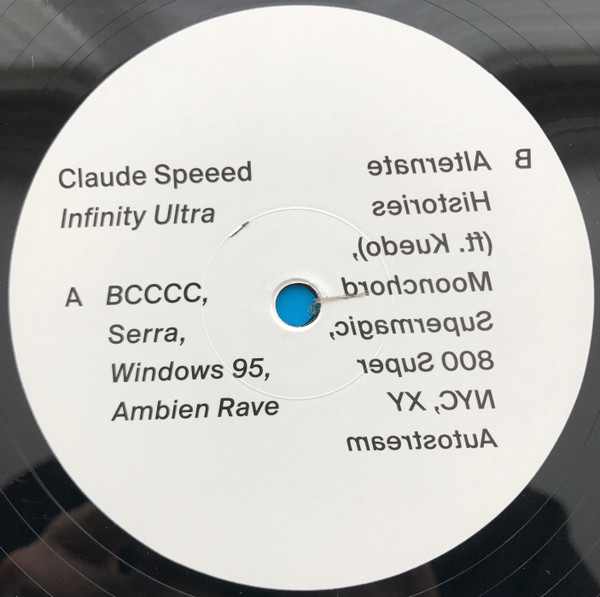 Claude Speeed
Infinity Ultra
A BCCCC,
Serra,
Windows 95,
Ambien Rave
B Alternate
Histories
(ft. Kuedo),
Moonchord
Supermagic,
800 Super
NYC, XY
Autostream